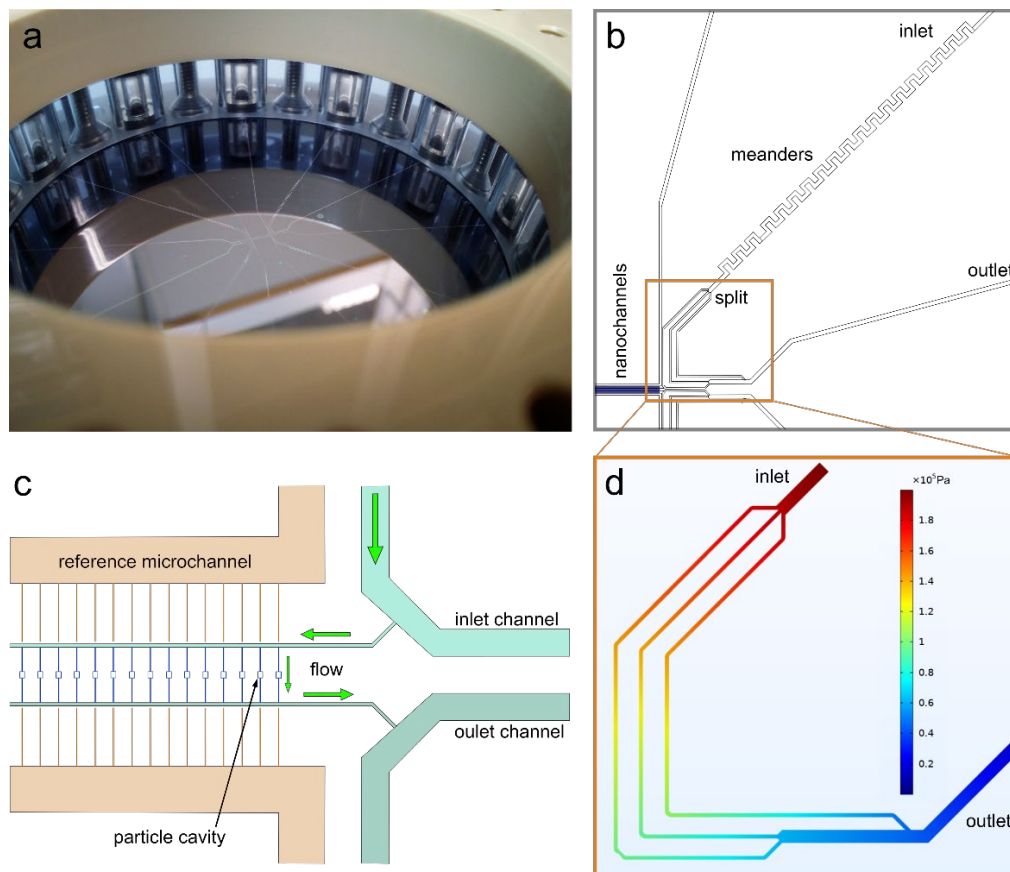 a
b
inlet
meanders
outlet
split
nanochannels
c
reference microchannel
inlet channel
flow
oulet channel
particle cavity
d
inlet
×10⁵Pa
1.8
1.6
1.4
1.2
1
0.8
0.6
0.4
0.2
outlet